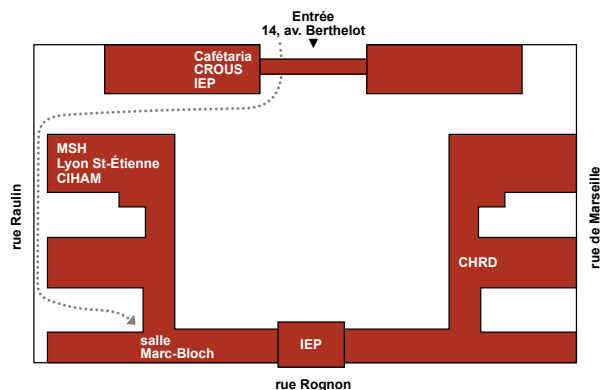 Entrée
14, av. Berthelot
Cafétaria
CROUS
IEP
MSH
Lyon St-Étienne
CIHAM
rue Raulin
rue de Marseille
CHRD
salle
Marc-Bloch
IEP
rue Rognon